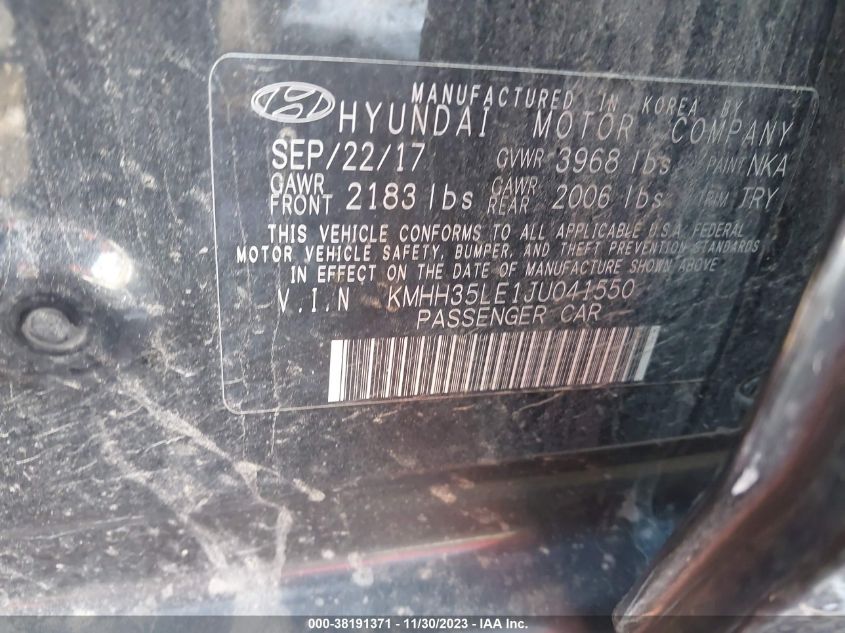 MANUFACTURED IN KOREA BY
HYUNDAI MOTOR COMPANY
SEP/22/17 GVWR 3968 lbs PAINT NKA
GAWR FRONT 2183 lbs GAWR REAR 2006 lbs TRIM TRY
THIS VEHICLE CONFORMS TO ALL APPLICABLE U.S.A. FEDERAL
MOTOR VEHICLE SAFETY, BUMPER, AND THEFT PREVENTION STANDARDS
IN EFFECT ON THE DATE OF MANUFACTURE SHOWN ABOVE
V.I.N KMHH35LE1JU041550
PASSENGER CAR
000-38191371 - 11/30/2023 - IAA Inc.